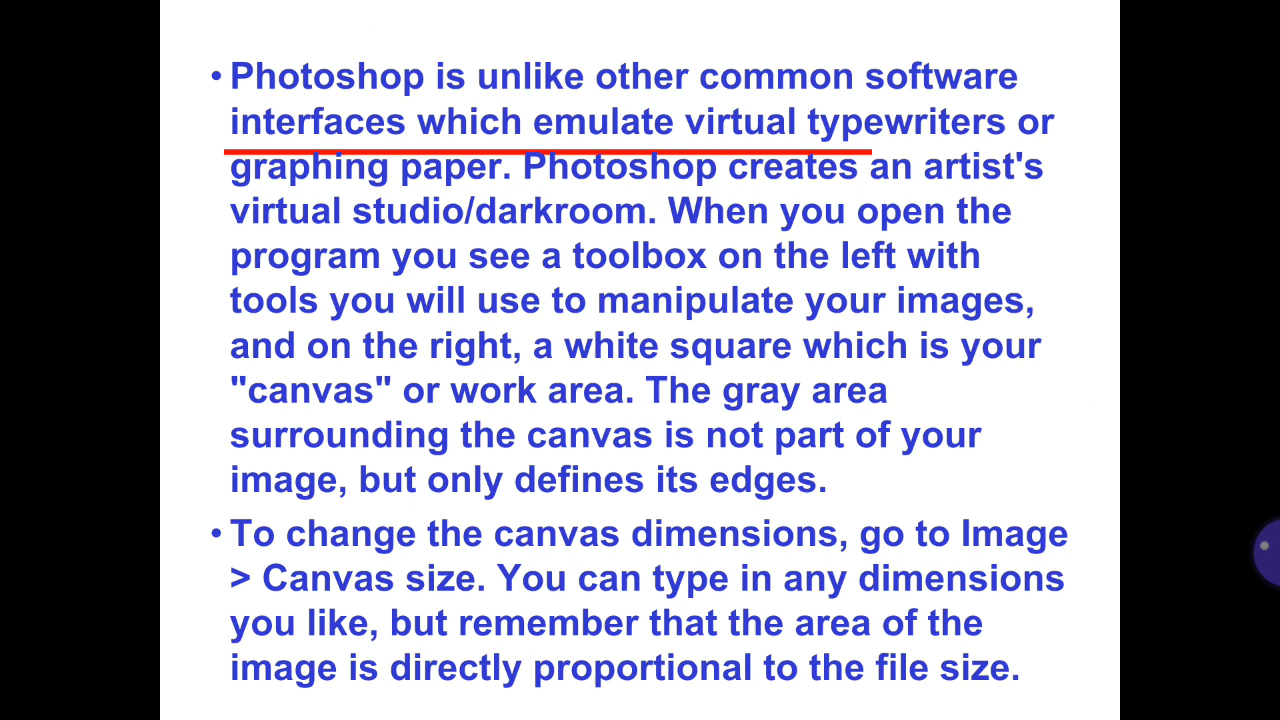 • Photoshop is unlike other common software
interfaces which emulate virtual typewriters or
graphing paper. Photoshop creates an artist's
virtual studio/darkroom. When you open the
program you see a toolbox on the left with
tools you will use to manipulate your images,
and on the right, a white square which is your
"canvas" or work area. The gray area
surrounding the canvas is not part of your
image, but only defines its edges.
• To change the canvas dimensions, go to Image
> Canvas size. You can type in any dimensions
you like, but remember that the area of the
image is directly proportional to the file size.